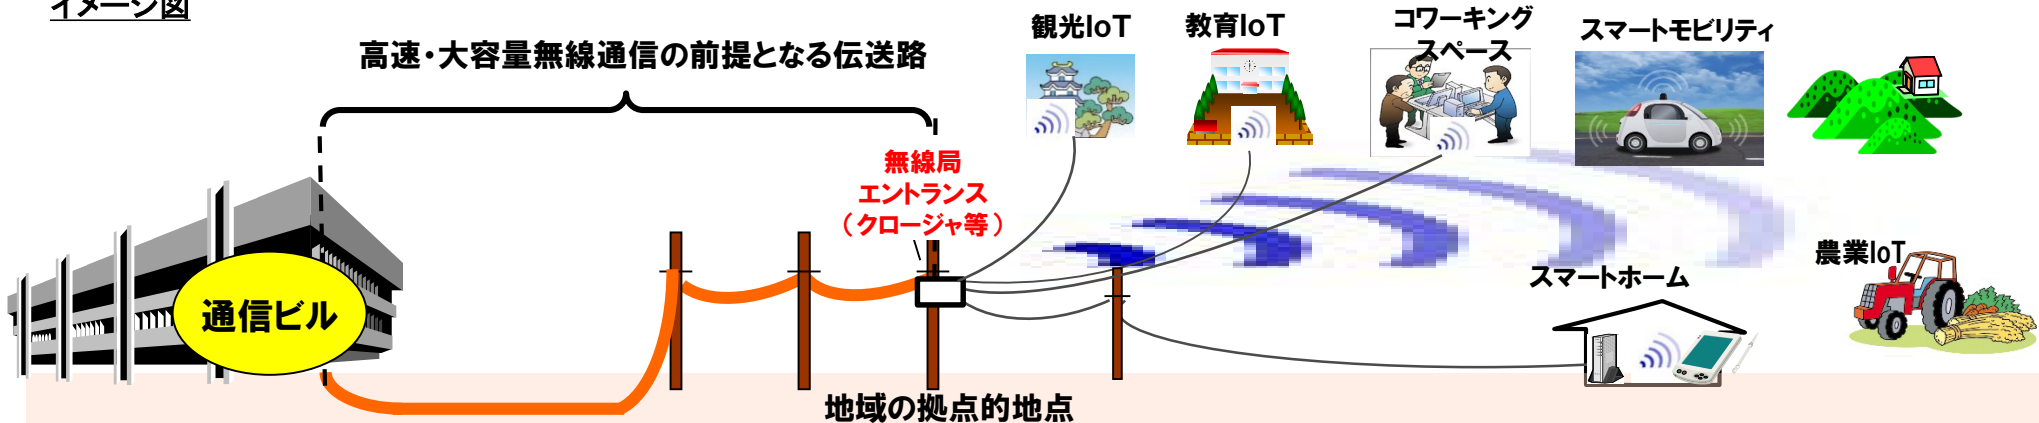 イメージ図
高速・大容量無線通信の前提となる伝送路
観光IoT
教育IoT
コワーキング
スペース
スマートモビリティ
無線局
エントランス
（クロージャ等）
通信ビル
スマートホーム
農業IoT
地域の拠点的地点